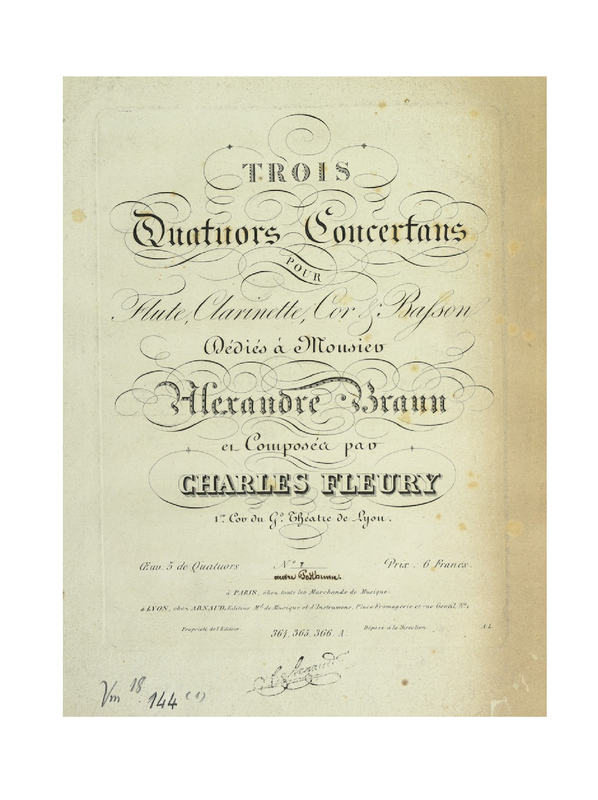 TROIS
Quatuors Concertans
POUR
Flute, Clarinette, Cor & Baſson
Dédiés à Monsieur
Alexandre Braun
et Composés par
CHARLES FLEURY
1er Cor du Gd Théatre de Lyon.
Œuv. 5 de Quatuors
Prix: 6 Francs.
à PARIS, chez tous les Marchands de Musique.
à LYON, chez ARNAUD, Editeur Md de Musique et d'Instrumens, Place Fromagerie et rue Gentil, No
Propriété de l'Editeur
364, 365, 366. A.
Déposé à la Direction
A.L.
Vm 18 144 (1)